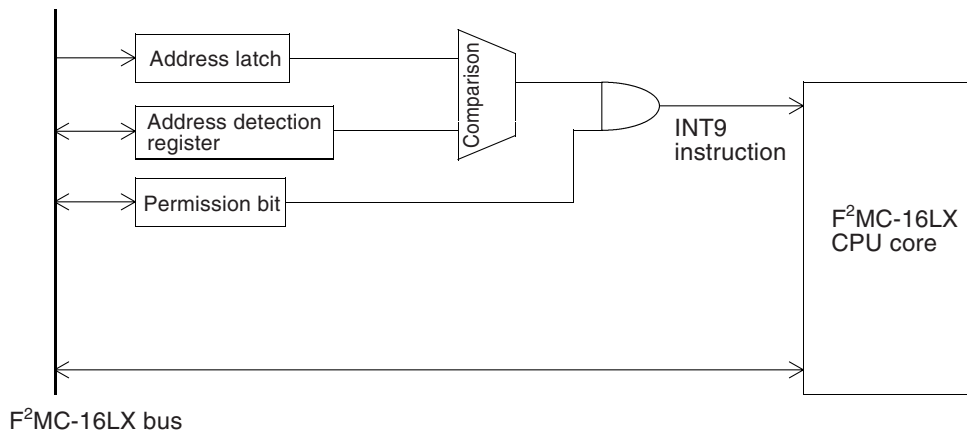 Address latch
Comparison
Address detection
register
INT9
instruction
Permission bit
F²MC-16LX
CPU core
F²MC-16LX bus